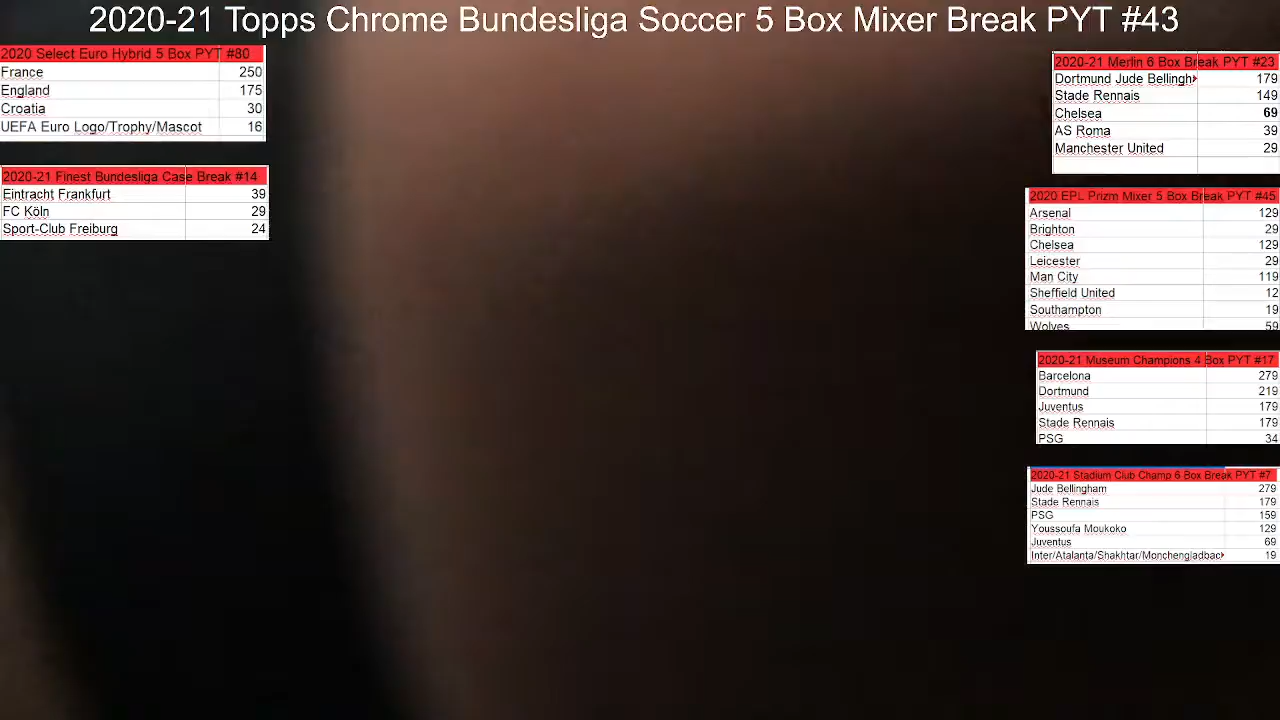 2020-21 Topps Chrome Bundesliga Soccer 5 Box Mixer Break PYT #43
2020 Select Euro Hybrid 5 Box PYT #80
France 250
England 175
Croatia 30
UEFA Euro Logo/Trophy/Mascot 16
2020-21 Finest Bundesliga Case Break #14
Eintracht Frankfurt 39
FC Köln 29
Sport-Club Freiburg 24
2020-21 Merlin 6 Box Break PYT #23
Dortmund Jude Bellingh 179
Stade Rennais 149
Chelsea 69
AS Roma 39
Manchester United 29
2020 EPL Prizm Mixer 5 Box Break PYT #45
Arsenal 129
Brighton 29
Chelsea 129
Leicester 29
Man City 119
Sheffield United 12
Southampton 19
Wolves 59
2020-21 Museum Champions 4 Box PYT #17
Barcelona 279
Dortmund 219
Juventus 179
Stade Rennais 179
PSG 34
2020-21 Stadium Club Champ 6 Box Break PYT #7
Jude Bellingham 279
Stade Rennais 179
PSG 159
Youssoufa Moukoko 129
Juventus 69
Inter/Atalanta/Shakhtar/Monchengladbac 19